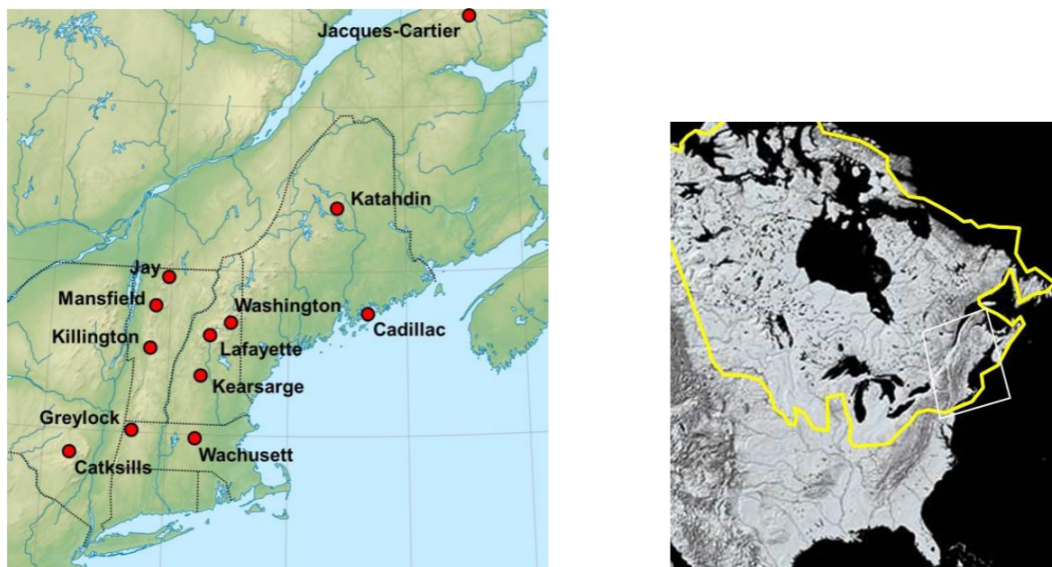 Jacques-Cartier
Katahdin
Jay
Mansfield
Washington
Cadillac
Killington
Lafayette
Kearsarge
Greylock
Wachusett
Catksills